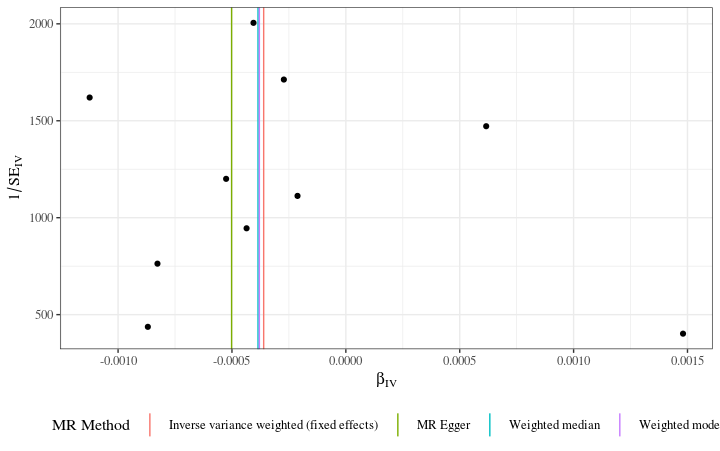 2000
1500
1000
500
1/SE_IV
-0.0010 -0.0005 0.0000 0.0005 0.0010 0.0015
β_IV
MR Method Inverse variance weighted (fixed effects) MR Egger Weighted median Weighted mode